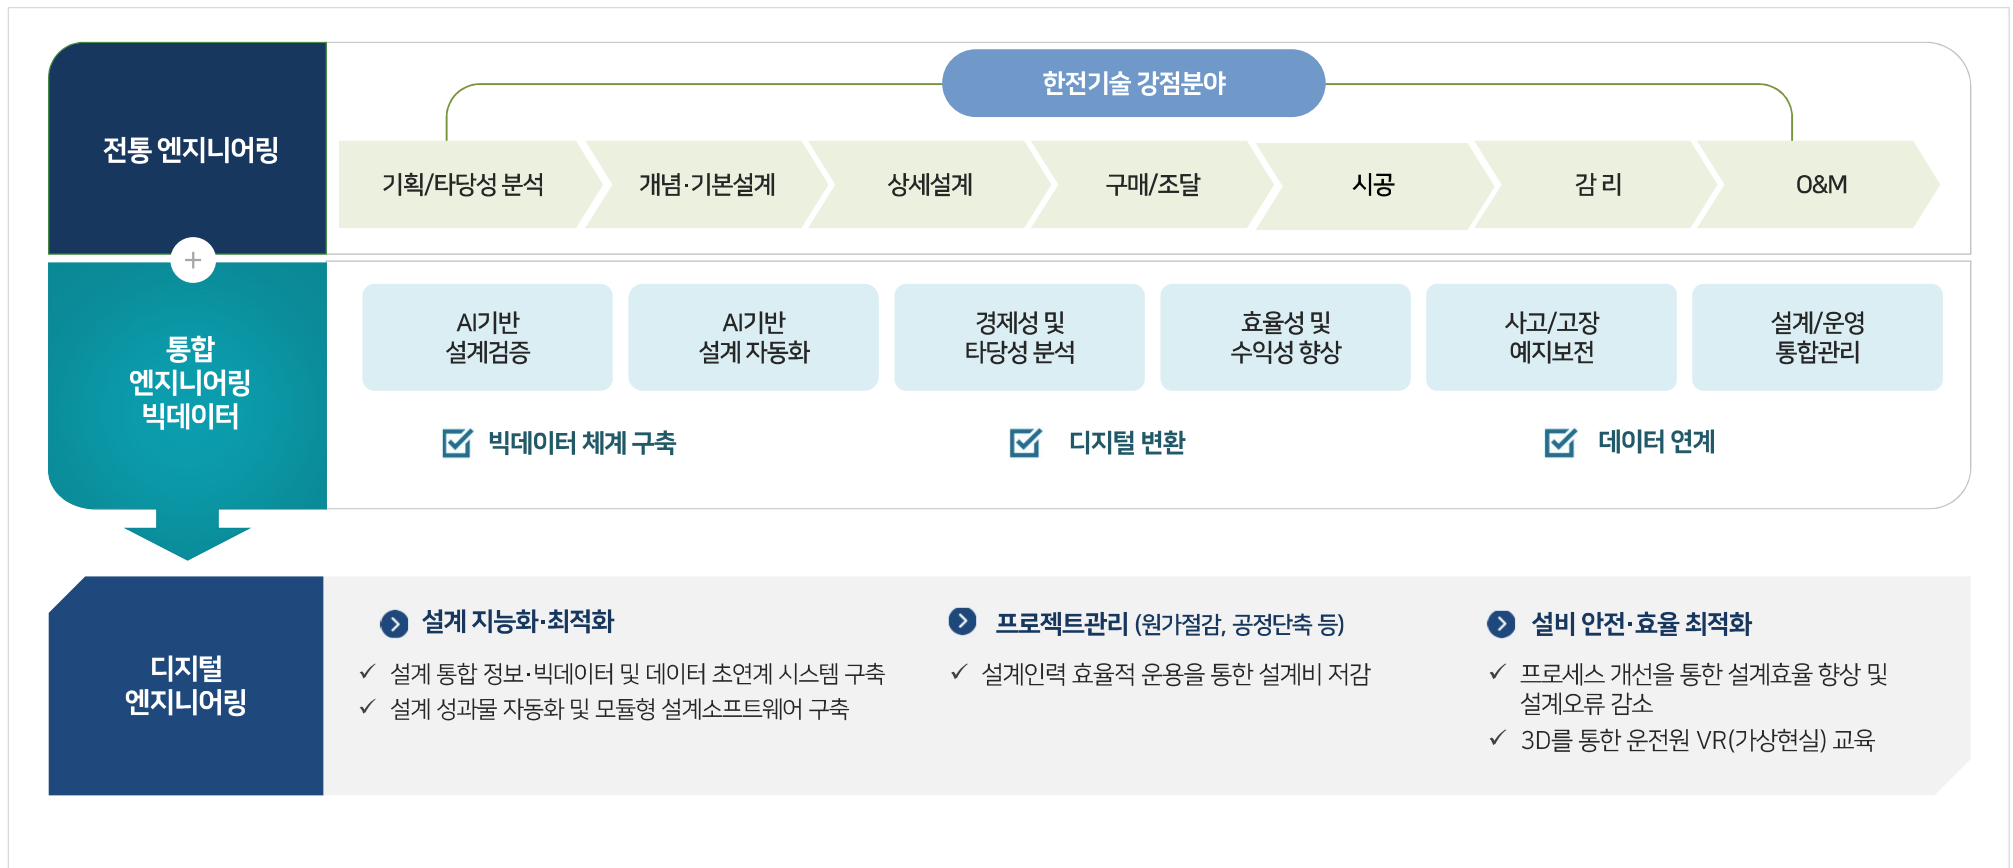 한전기술 강점분야
전통 엔지니어링
기획/타당성 분석
개념·기본설계
상세설계
구매/조달
시공
감 리
O&M
+
통합
엔지니어링
빅데이터
AI기반
설계검증
AI기반
설계 자동화
경제성 및
타당성 분석
효율성 및
수익성 향상
사고/고장
예지보전
설계/운영
통합관리
빅데이터 체계 구축
디지털 변환
데이터 연계
디지털
엔지니어링
설계 지능화·최적화
설계 통합 정보·빅데이터 및 데이터 초연계 시스템 구축
설계 성과물 자동화 및 모듈형 설계소프트웨어 구축
프로젝트관리 (원가절감, 공정단축 등)
설계인력 효율적 운용을 통한 설계비 저감
설비 안전·효율 최적화
프로세스 개선을 통한 설계효율 향상 및
설계오류 감소
3D를 통한 운전원 VR(가상현실) 교육